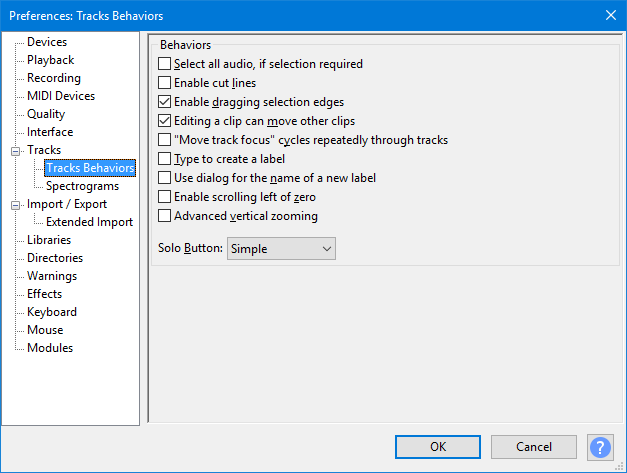 Preferences: Tracks Behaviors
Devices
Playback
Recording
MIDI Devices
Quality
Interface
Tracks
Tracks Behaviors
Spectrograms
Import / Export
Extended Import
Libraries
Directories
Warnings
Effects
Keyboard
Mouse
Modules
Behaviors
Select all audio, if selection required
Enable cut lines
Enable dragging selection edges
Editing a clip can move other clips
"Move track focus" cycles repeatedly through tracks
Type to create a label
Use dialog for the name of a new label
Enable scrolling left of zero
Advanced vertical zooming
Solo Button: Simple
OK Cancel ?